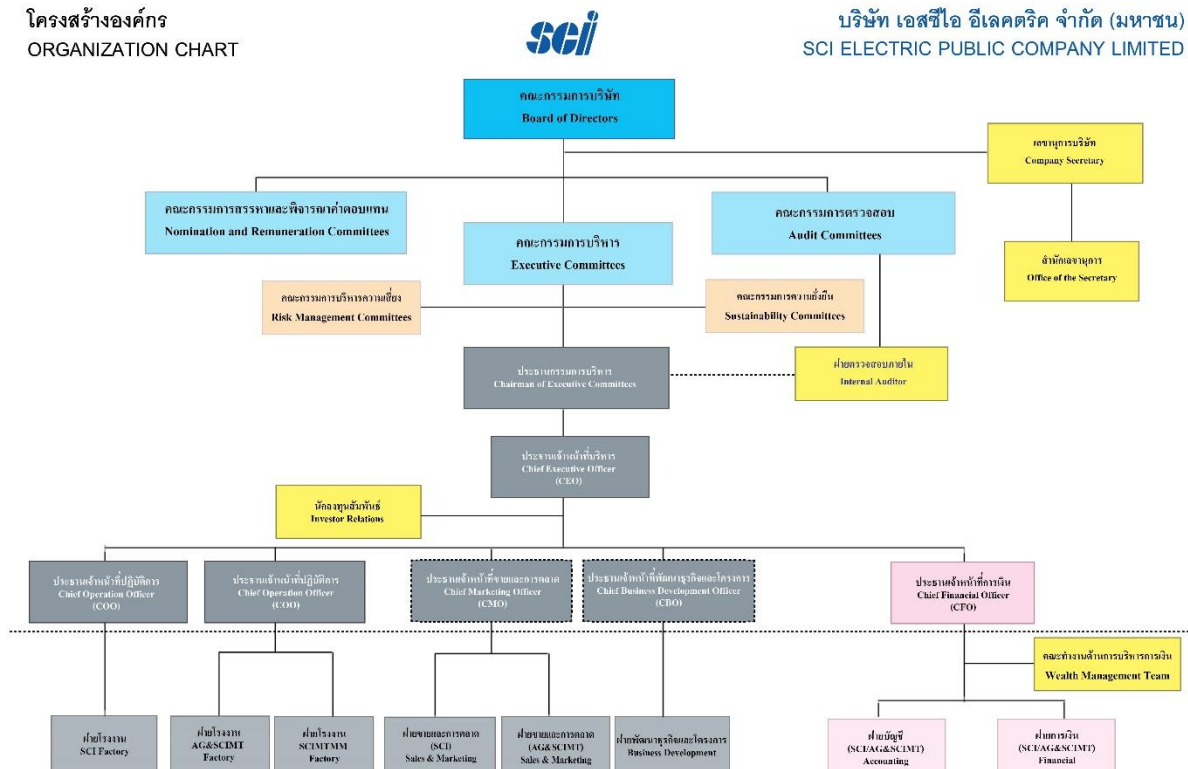 โครงสร้างองค์กร
ORGANIZATION CHART
sci
บริษัท เอสซีไอ อีเลคตริค จำกัด (มหาชน)
SCI ELECTRIC PUBLIC COMPANY LIMITED
คณะกรรมการบริษัท
Board of Directors
เลขานุการบริษัท
Company Secretary
คณะกรรมการสรรหาและพิจารณาค่าตอบแทน
Nomination and Remuneration Committees
คณะกรรมการบริหาร
Executive Committees
คณะกรรมการตรวจสอบ
Audit Committees
สำนักเลขานุการ
Office of the Secretary
คณะกรรมการบริหารความเสี่ยง
Risk Management Committees
คณะกรรมการความยั่งยืน
Sustainability Committees
ประธานกรรมการบริหาร
Chairman of Executive Committees
ฝ่ายตรวจสอบภายใน
Internal Auditor
ประธานเจ้าหน้าที่บริหาร
Chief Executive Officer
(CEO)
นักลงทุนสัมพันธ์
Investor Relations
ประธานเจ้าหน้าที่ปฏิบัติการ
Chief Operation Officer
(COO)
ประธานเจ้าหน้าที่ปฏิบัติการ
Chief Operation Officer
(COO)
ประธานเจ้าหน้าที่ขายและการตลาด
Chief Marketing Officer
(CMO)
ประธานเจ้าหน้าที่พัฒนาธุรกิจและโครงการ
Chief Business Development Officer
(CBO)
ประธานเจ้าหน้าที่การเงิน
Chief Financial Officer
(CFO)
คณะทำงานด้านการบริหารการเงิน
Wealth Management Team
ฝ่ายโรงงาน
SCI Factory
ฝ่ายโรงงาน
AG&SCIMT
Factory
ฝ่ายโรงงาน
SCIMTMM
Factory
ฝ่ายขายและการตลาด
(SCI)
Sales & Marketing
ฝ่ายขายและการตลาด
(AG&SCIMT)
Sales & Marketing
ฝ่ายพัฒนาธุรกิจและโครงการ
Business Development
ฝ่ายบัญชี
(SCI/AG&SCIMT)
Accounting
ฝ่ายการเงิน
(SCI/AG&SCIMT)
Financial